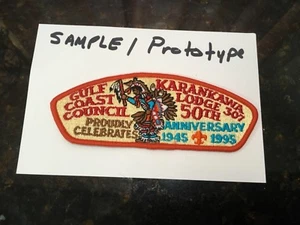 SAMPLE / Prototype
GULF KARANKAWA
COAST LODGE 307
COUNCIL 50TH
PROUDLY ANNIVERSARY
CELEBRATES 1945 1995